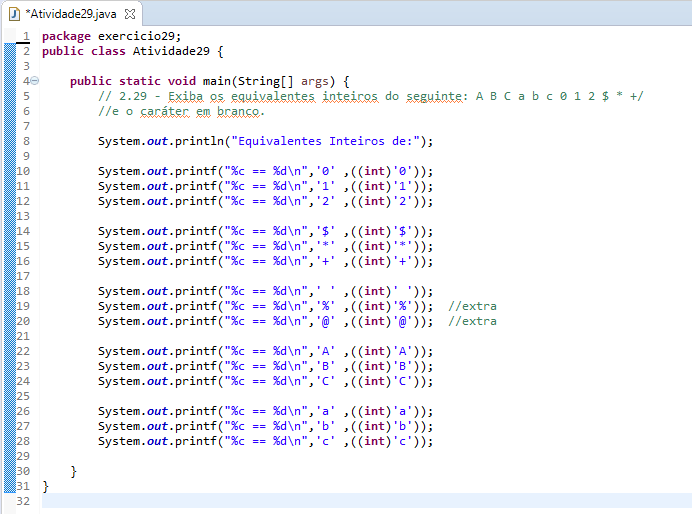 *Atividade29.java
1 package exercicio29;
2 public class Atividade29 {
3
4 public static void main(String[] args) {
5 // 2.29 - Exiba os equivalentes inteiros do seguinte: A B C a b c 0 1 2 $ * +/
6 //e o caráter em branco.
7
8 System.out.println("Equivalentes Inteiros de:");
9
10 System.out.printf("%c == %d\n",'0' ,((int)'0'));
11 System.out.printf("%c == %d\n",'1' ,((int)'1'));
12 System.out.printf("%c == %d\n",'2' ,((int)'2'));
13
14 System.out.printf("%c == %d\n",'$' ,((int)'$'));
15 System.out.printf("%c == %d\n",'*' ,((int)'*'));
16 System.out.printf("%c == %d\n",'+' ,((int)'+'));
17
18 System.out.printf("%c == %d\n",' ' ,((int)' '));
19 System.out.printf("%c == %d\n",'%' ,((int)'%')); //extra
20 System.out.printf("%c == %d\n",'@' ,((int)'@')); //extra
21
22 System.out.printf("%c == %d\n",'A' ,((int)'A'));
23 System.out.printf("%c == %d\n",'B' ,((int)'B'));
24 System.out.printf("%c == %d\n",'C' ,((int)'C'));
25
26 System.out.printf("%c == %d\n",'a' ,((int)'a'));
27 System.out.printf("%c == %d\n",'b' ,((int)'b'));
28 System.out.printf("%c == %d\n",'c' ,((int)'c'));
29
30 }
31 }
32